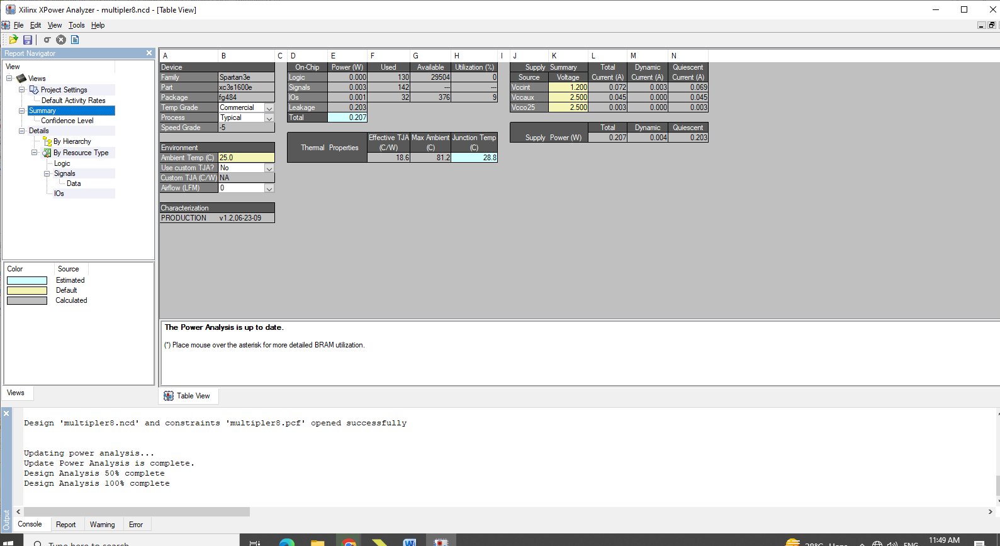 Xilinx XPower Analyzer - multipler8.ncd - [Table View]
File Edit View Tools Help
Report Navigator
View
Views
Project Settings
Default Activity Rates
Summary
Confidence Level
Details
By Hierarchy
By Resource Type
Logic
Signals
Data
IOs
Color Source
Estimated
Default
Calculated
Views
A B C D E F G H I J K L M N
Device
Family Spartan3e
Part xc3s1600e
Package fg484
Temp Grade Commercial
Process Typical
Speed Grade -5
Environment
Ambient Temp (C) 25.0
Use custom TJA? No
Custom TJA (C/W) NA
Airflow (LFM) 0
Characterization
PRODUCTION v1.2,06-23-09
On-Chip Power (W) Used Available Utilization (%)
Logic 0.000 130 29504 0
Signals 0.003 142 --- ---
IOs 0.001 32 376 9
Leakage 0.203
Total 0.207
Effective TJA Max Ambient Junction Temp
Thermal Properties (C/W) (C) (C)
18.6 81.2 28.8
Supply Summary Total Dynamic Quiescent
Source Voltage Current (A) Current (A) Current (A)
Vccint 1.200 0.072 0.003 0.069
Vccaux 2.500 0.045 0.000 0.045
Vcco25 2.500 0.003 0.000 0.003
Total Dynamic Quiescent
Supply Power (W) 0.207 0.004 0.203
The Power Analysis is up to date.
(*) Place mouse over the asterisk for more detailed BRAM utilization.
Table View
Design 'multipler8.ncd' and constraints 'multipler8.pcf' opened successfully
Updating power analysis...
Update Power Analysis is complete.
Design Analysis 50% complete
Design Analysis 100% complete
Output
Console Report Warning Error
Type here to search
28°C Haze ENG
11:49 AM